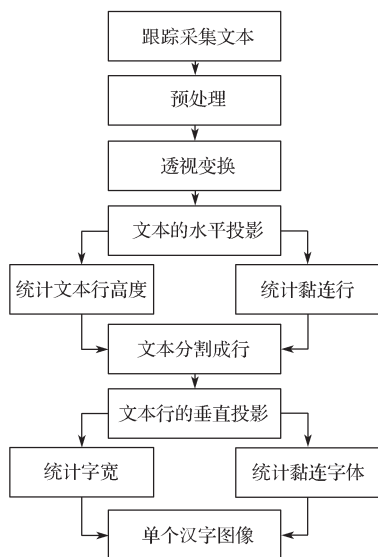 跟踪采集文本
预处理
透视变换
文本的水平投影
统计文本行高度
统计黏连行
文本分割成行
文本行的垂直投影
统计字宽
统计黏连字体
单个汉字图像